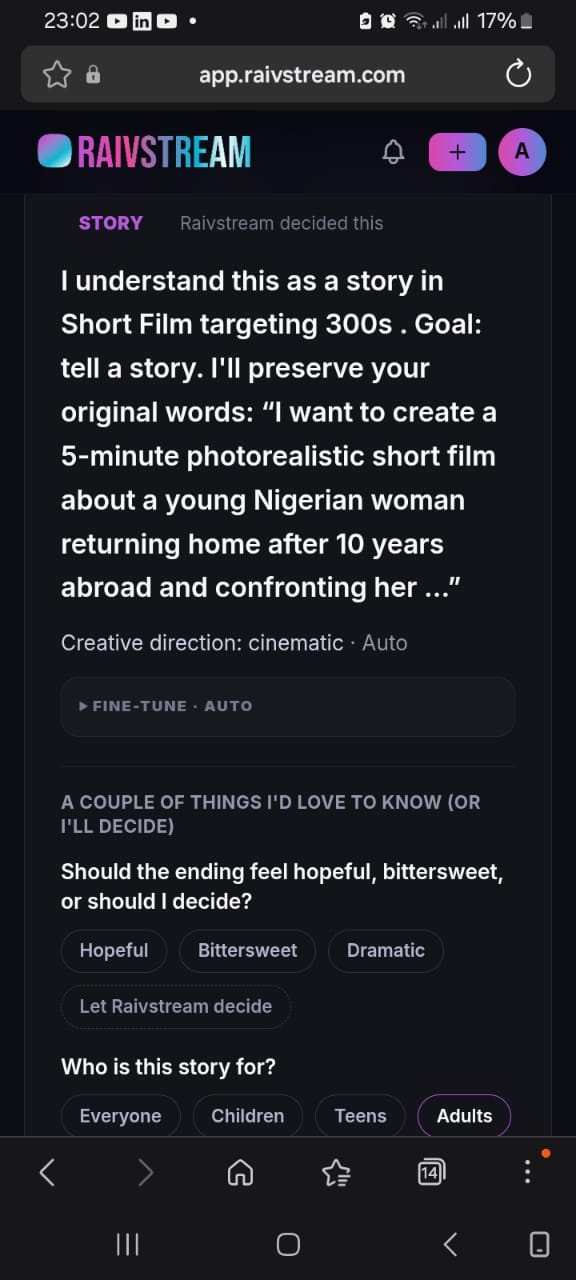 23:02
17%
app.raivstream.com
RAIVSTREAM
+
A
STORY
Raivstream decided this
I understand this as a story in
Short Film targeting 300s . Goal:
tell a story. I'll preserve your
original words: “I want to create a
5-minute photorealistic short film
about a young Nigerian woman
returning home after 10 years
abroad and confronting her ...”
Creative direction: cinematic · Auto
FINE-TUNE · AUTO
A COUPLE OF THINGS I'D LOVE TO KNOW (OR
I'LL DECIDE)
Should the ending feel hopeful, bittersweet,
or should I decide?
Hopeful
Bittersweet
Dramatic
Let Raivstream decide
Who is this story for?
Everyone
Children
Teens
Adults
14